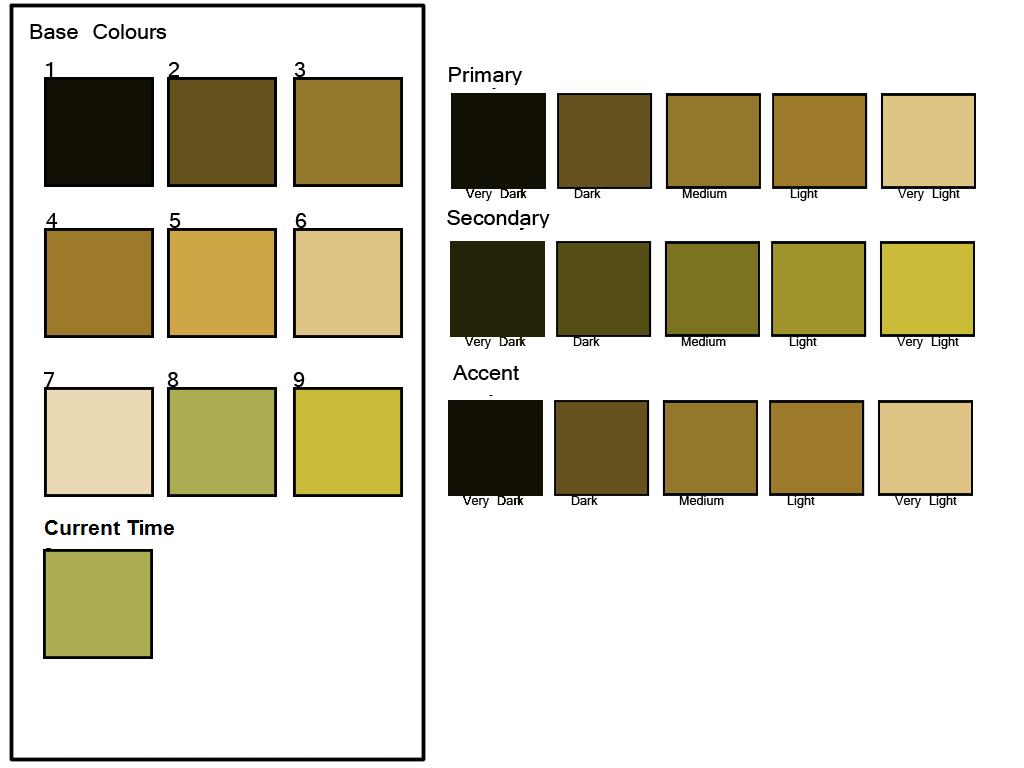 Base Colours
1 2 3
4 5 6
7 8 9
Current Time
Primary
Very Dark Dark Medium Light Very Light
Secondary
Very Dark Dark Medium Light Very Light
Accent
Very Dark Dark Medium Light Very Light